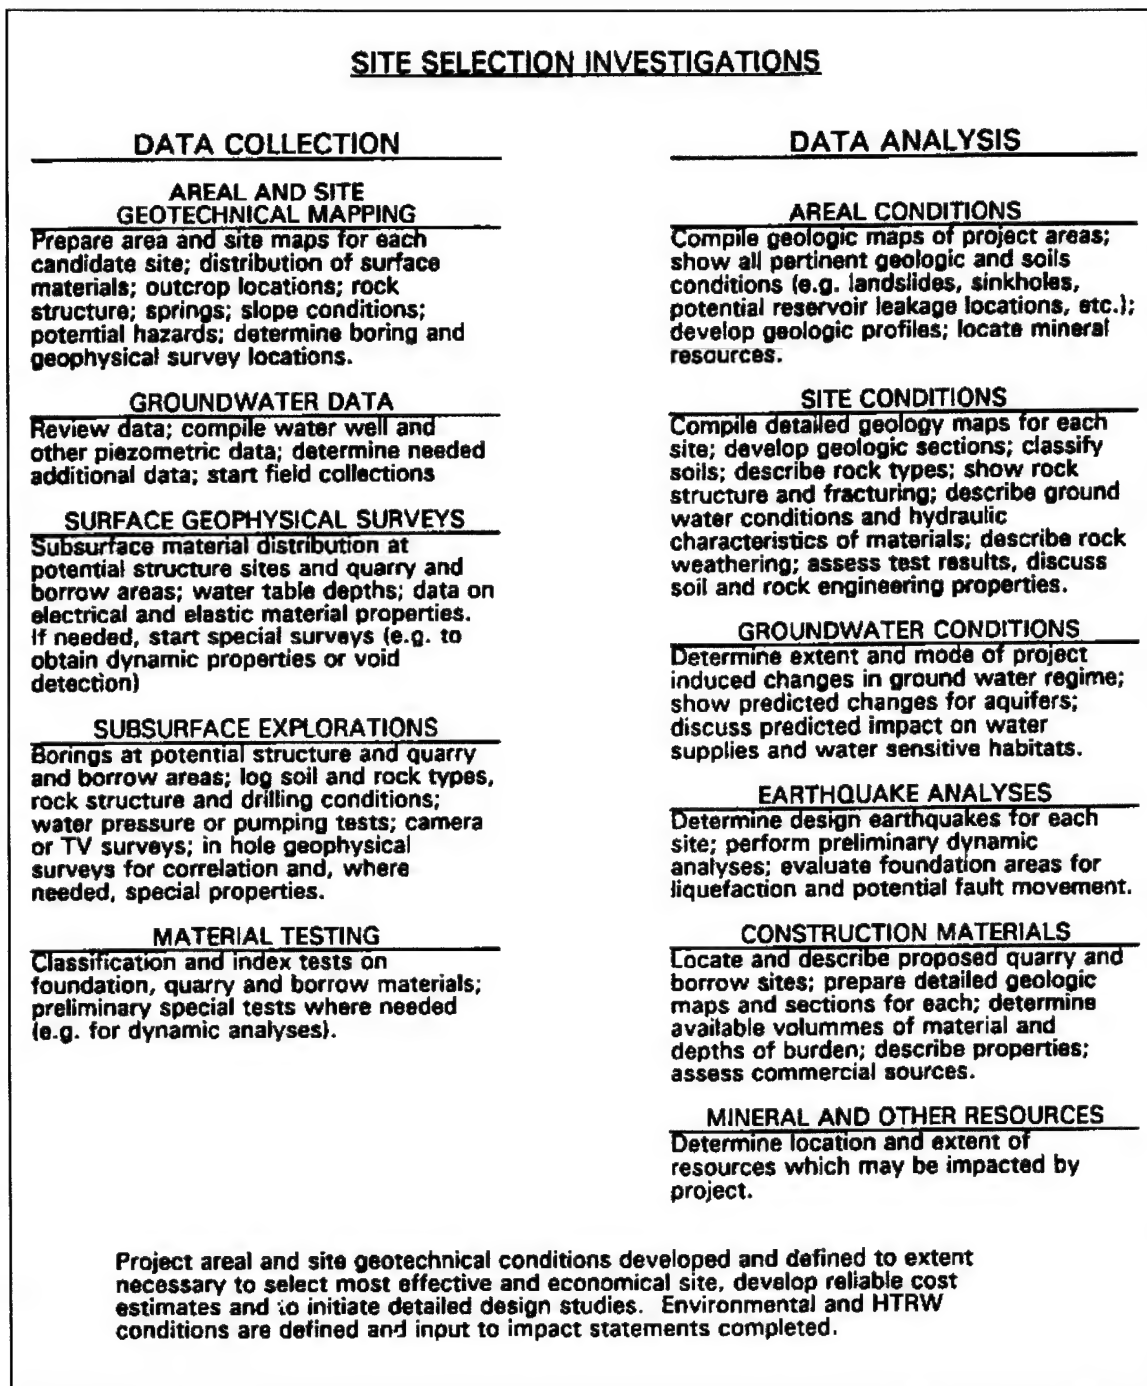 SITE SELECTION INVESTIGATIONS
DATA COLLECTION
AREAL AND SITE
GEOTECHNICAL MAPPING
Prepare area and site maps for each
candidate site; distribution of surface
materials; outcrop locations; rock
structure; springs; slope conditions;
potential hazards; determine boring and
geophysical survey locations.
GROUNDWATER DATA
Review data; compile water well and
other piezometric data; determine needed
additional data; start field collections
SURFACE GEOPHYSICAL SURVEYS
Subsurface material distribution at
potential structure sites and quarry and
borrow areas; water table depths; data on
electrical and elastic material properties.
If needed, start special surveys (e.g. to
obtain dynamic properties or void
detection)
SUBSURFACE EXPLORATIONS
Borings at potential structure and quarry
and borrow areas; log soil and rock types,
rock structure and drilling conditions;
water pressure or pumping tests; camera
or TV surveys; in hole geophysical
surveys for correlation and, where
needed, special properties.
MATERIAL TESTING
Classification and index tests on
foundation, quarry and borrow materials;
preliminary special tests where needed
(e.g. for dynamic analyses).
DATA ANALYSIS
AREAL CONDITIONS
Compile geologic maps of project areas;
show all pertinent geologic and soils
conditions (e.g. landslides, sinkholes,
potential reservoir leakage locations, etc.);
develop geologic profiles; locate mineral
resources.
SITE CONDITIONS
Compile detailed geology maps for each
site; develop geologic sections; classify
soils; describe rock types; show rock
structure and fracturing; describe ground
water conditions and hydraulic
characteristics of materials; describe rock
weathering; assess test results, discuss
soil and rock engineering properties.
GROUNDWATER CONDITIONS
Determine extent and mode of project
induced changes in ground water regime;
show predicted changes for aquifers;
discuss predicted impact on water
supplies and water sensitive habitats.
EARTHQUAKE ANALYSES
Determine design earthquakes for each
site; perform preliminary dynamic
analyses; evaluate foundation areas for
liquefaction and potential fault movement.
CONSTRUCTION MATERIALS
Locate and describe proposed quarry and
borrow sites; prepare detailed geologic
maps and sections for each; determine
available volummes of material and
depths of burden; describe properties;
assess commercial sources.
MINERAL AND OTHER RESOURCES
Determine location and extent of
resources which may be impacted by
project.
Project areal and site geotechnical conditions developed and defined to extent
necessary to select most effective and economical site, develop reliable cost
estimates and to initiate detailed design studies. Environmental and HTRW
conditions are defined and input to impact statements completed.